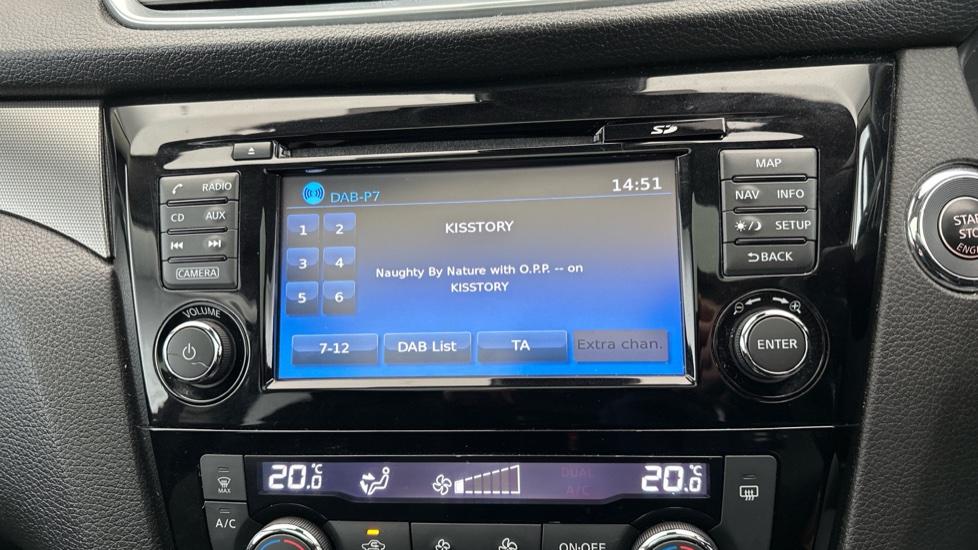 SD
RADIO
CD AUX
CAMERA
VOLUME
DAB-P7
14:51
1 2
3 4
5 6
KISSTORY
Naughty By Nature with O.P.P. -- on
KISSTORY
7-12
DAB List
TA
Extra chan.
MAP
NAV INFO
SETUP
BACK
ENTER
20.0°C
DUAL
A/C
20.0°C
MAX
A/C
ON·OFF